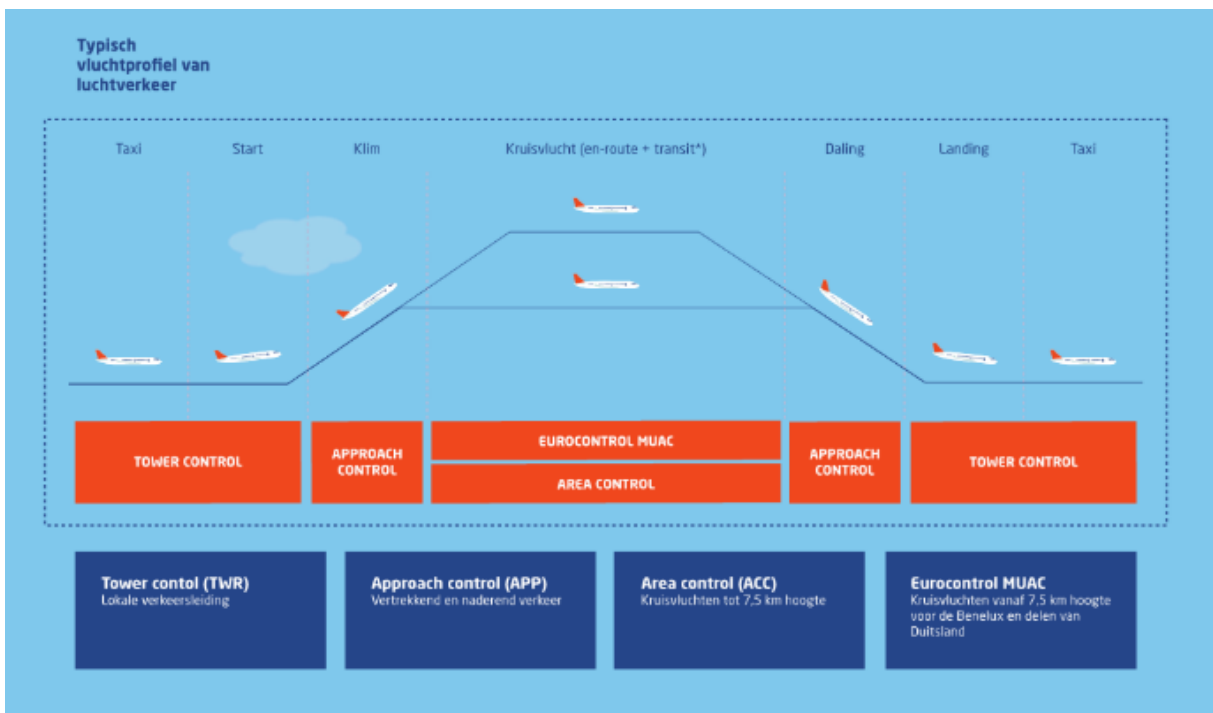 Typisch
vluchtprofiel van
luchtverkeer
Taxi
Start
Klim
Kruisvlucht (en-route + transit*)
Daling
Landing
Taxi
TOWER CONTROL
APPROACH
CONTROL
EUROCONTROL MUAC
AREA CONTROL
APPROACH
CONTROL
TOWER CONTROL
Tower contol (TWR)
Lokale verkeersleiding
Approach control (APP)
Vertrekkend en naderend verkeer
Area control (ACC)
Kruisvluchten tot 7,5 km hoogte
Eurocontrol MUAC
Kruisvluchten vanaf 7,5 km hoogte
voor de Benelux en delen van
Duitsland